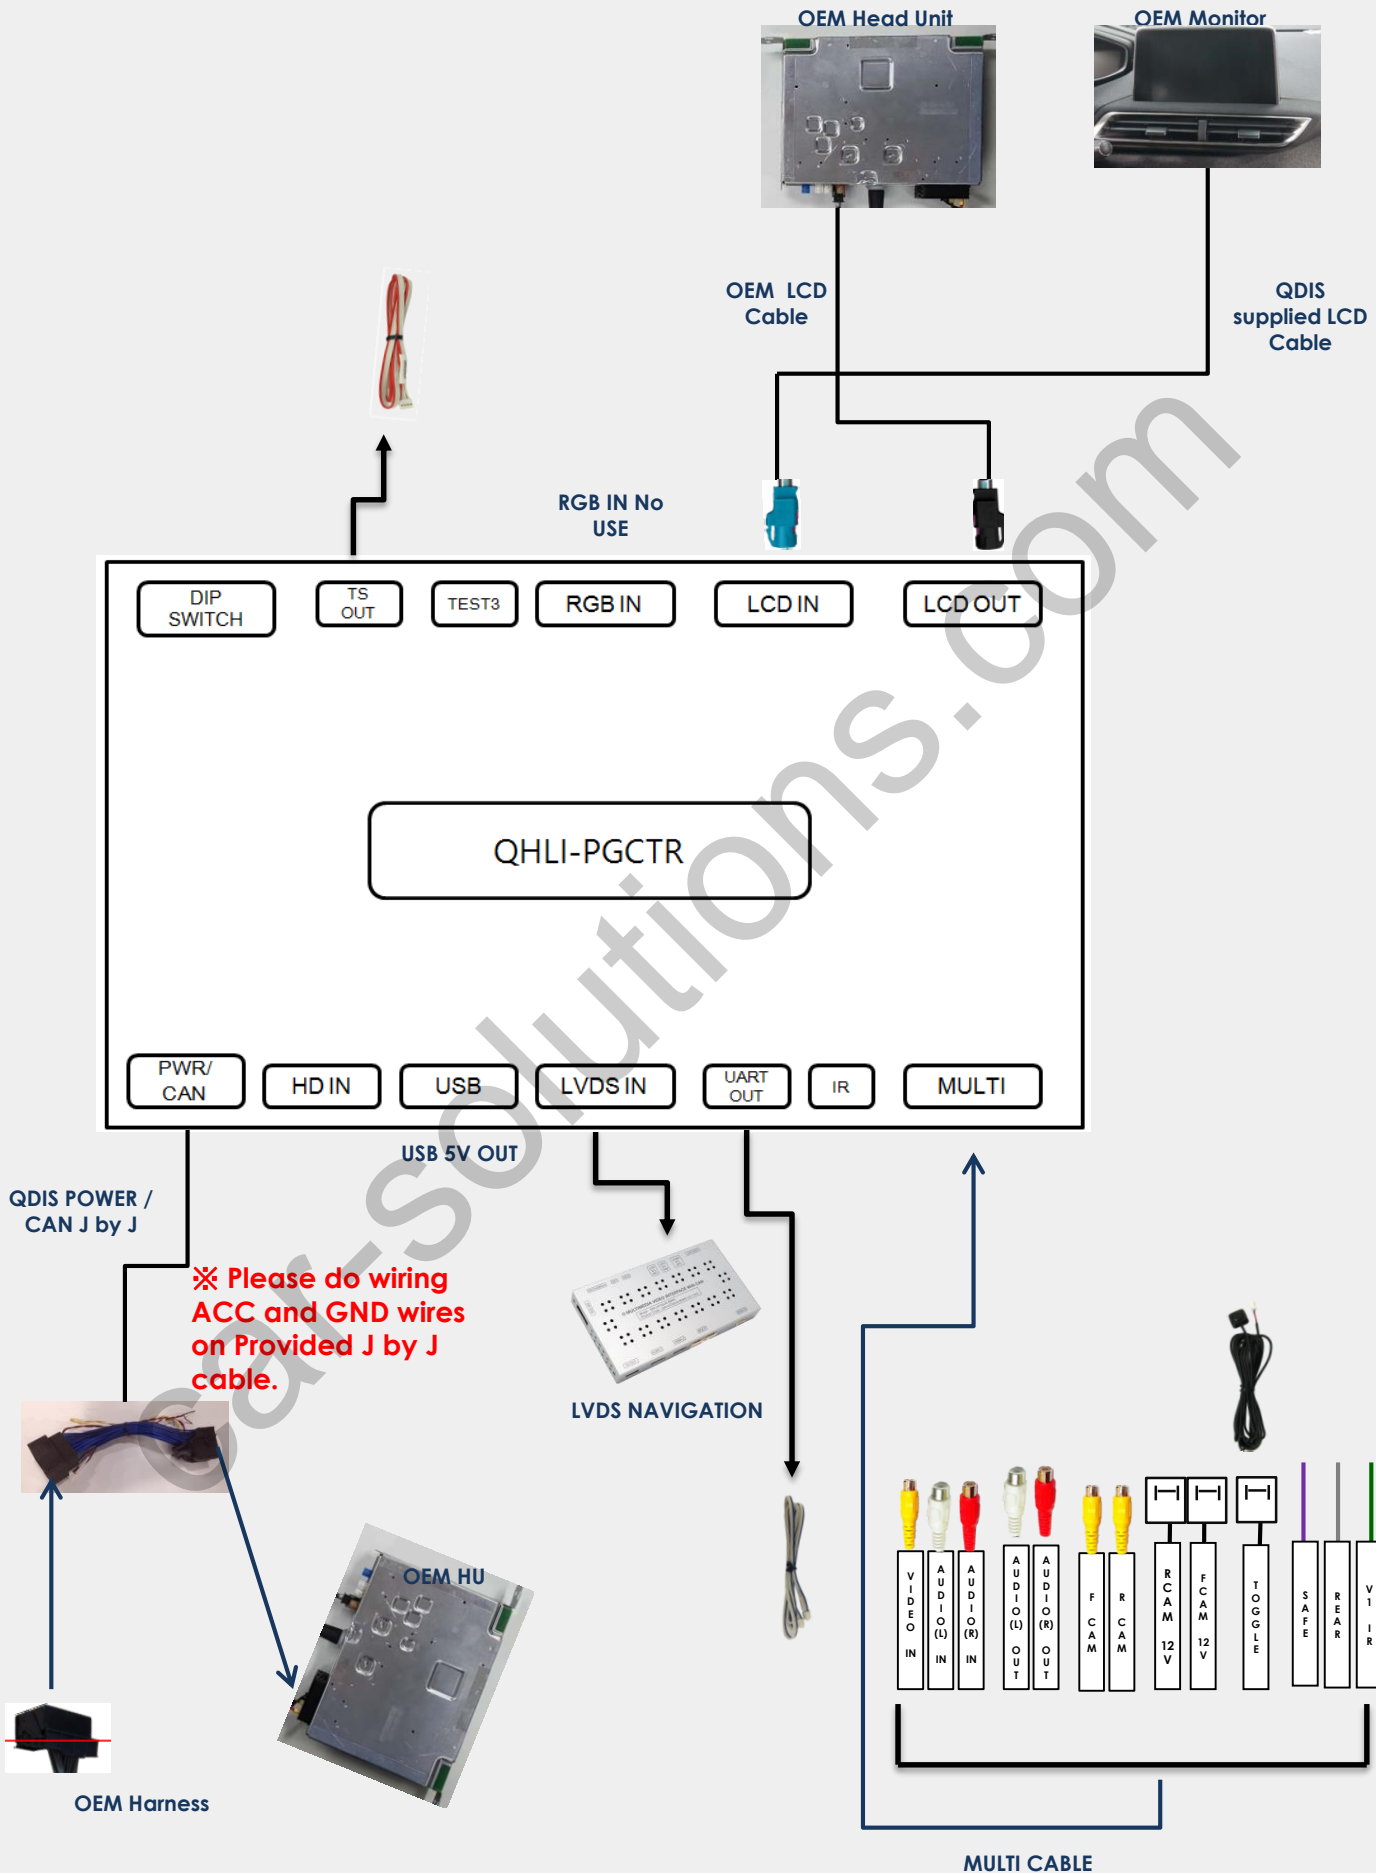 OEM Head Unit
OEM Monitor
OEM LCD
Cable
QDIS
supplied LCD
Cable
RGB IN No
USE
DIP
SWITCH
TS
OUT
TEST3
RGB IN
LCD IN
LCD OUT
QHLI-PGCTR
PWR/
CAN
HD IN
USB
LVDS IN
UART
OUT
IR
MULTI
USB 5V OUT
QDIS POWER /
CAN J by J
※ Please do wiring
ACC and GND wires
on Provided J by J
cable.
LVDS NAVIGATION
OEM HU
OEM Harness
VIDEO IN
AUDIO(L) IN
AUDIO(R) IN
AUDIO(L) OUT
AUDIO(R) OUT
F CAM
R CAM
RCAM 12V
FCAM 12V
TOGGLE
SAFE
REAR
V1 IR
MULTI CABLE
car-solutions.com